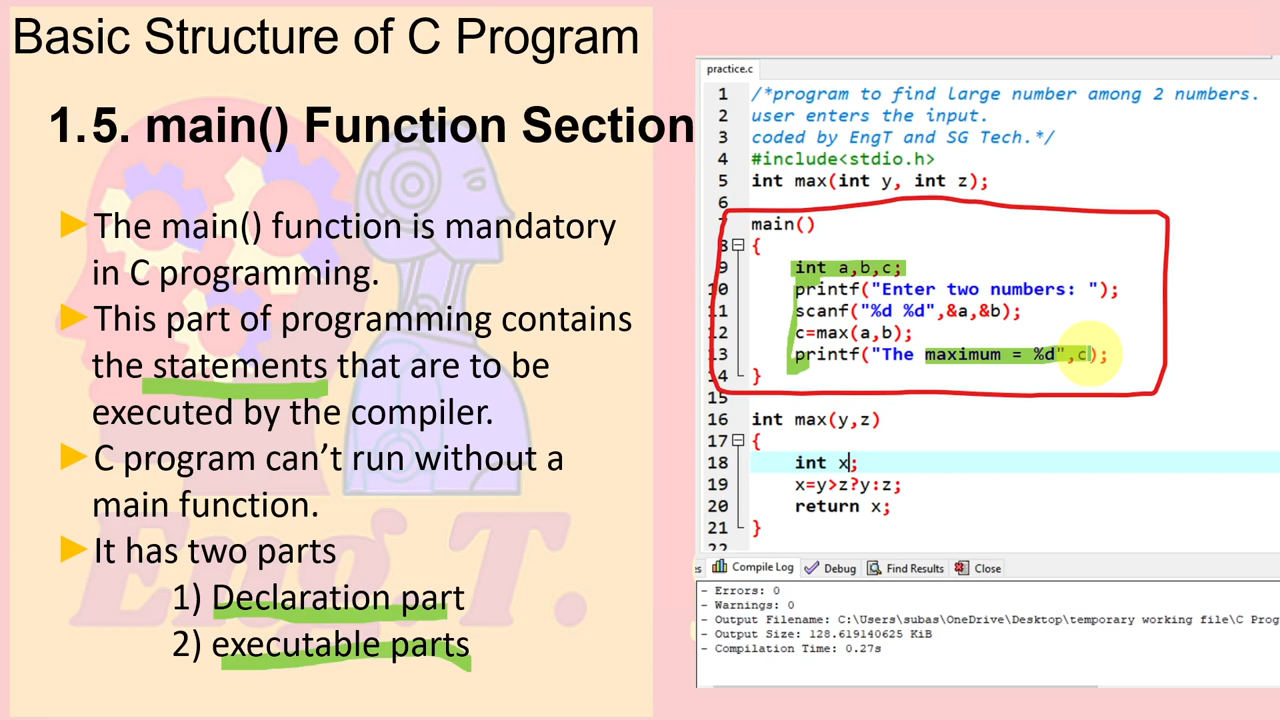 Basic Structure of C Program
1.5. main() Function Section
The main() function is mandatory
in C programming.
This part of programming contains
the statements that are to be
executed by the compiler.
C program can't run without a
main function.
It has two parts
1) Declaration part
2) executable parts
Eng.T.
practice.c
1 /*program to find large number among 2 numbers.
2 user enters the input.
3 coded by EngT and SG Tech.*/
4 #include<stdio.h>
5 int max(int y, int z);
6
7 main()
8 {
9 int a,b,c;
10 printf("Enter two numbers: ");
11 scanf("%d %d",&a,&b);
12 c=max(a,b);
13 printf("The maximum = %d",c);
14 }
15
16 int max(y,z)
17 {
18 int x;
19 x=y>z?y:z;
20 return x;
21 }
22
Compile Log Debug Find Results Close
- Errors: 0
- Warnings: 0
- Output Filename: C:\Users\subas\OneDrive\Desktop\temporary working file\C Prog
- Output Size: 128.619140625 KiB
- Compilation Time: 0.27s